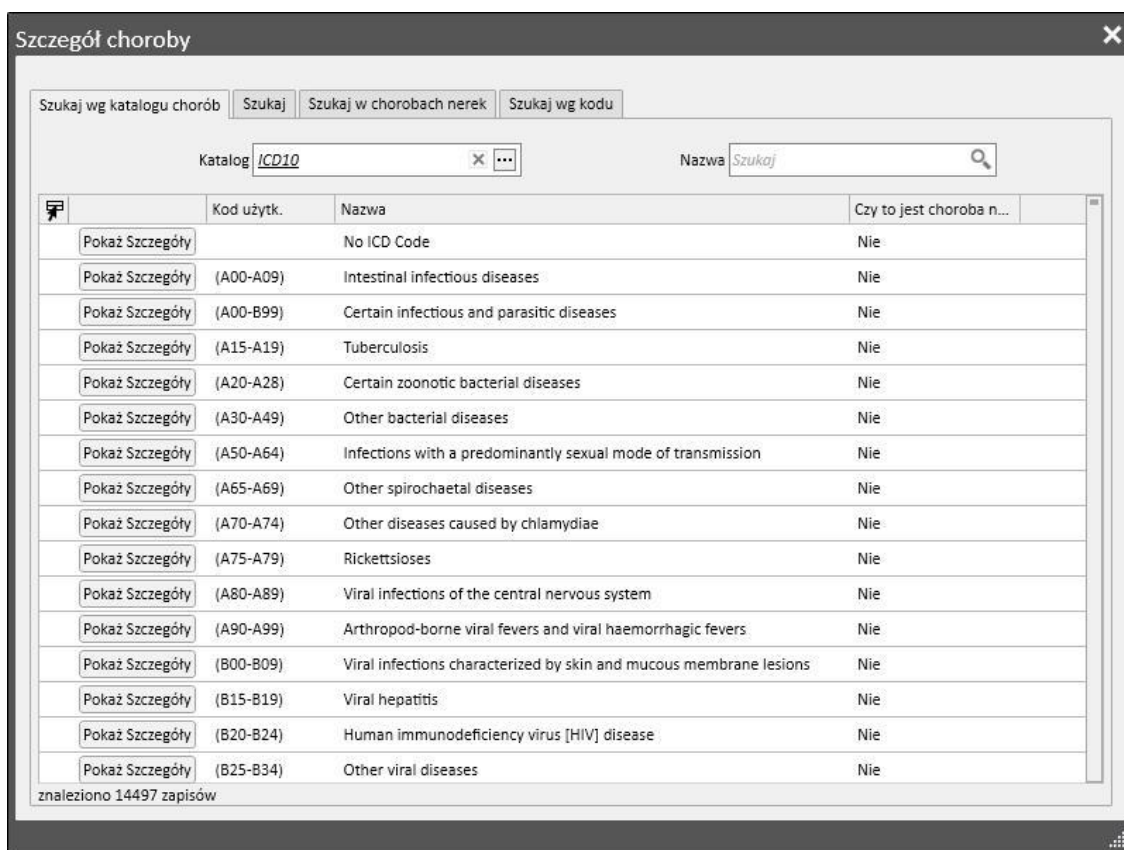 Szczegół choroby
Szukaj wg katalogu chorób Szukaj Szukaj w chorobach nerek Szukaj wg kodu
Katalog ICD10 Nazwa Szukaj
Kod użytk. Nazwa Czy to jest choroba n...
Pokaż Szczegóły No ICD Code Nie
Pokaż Szczegóły (A00-A09) Intestinal infectious diseases Nie
Pokaż Szczegóły (A00-B99) Certain infectious and parasitic diseases Nie
Pokaż Szczegóły (A15-A19) Tuberculosis Nie
Pokaż Szczegóły (A20-A28) Certain zoonotic bacterial diseases Nie
Pokaż Szczegóły (A30-A49) Other bacterial diseases Nie
Pokaż Szczegóły (A50-A64) Infections with a predominantly sexual mode of transmission Nie
Pokaż Szczegóły (A65-A69) Other spirochaetal diseases Nie
Pokaż Szczegóły (A70-A74) Other diseases caused by chlamydiae Nie
Pokaż Szczegóły (A75-A79) Rickettsioses Nie
Pokaż Szczegóły (A80-A89) Viral infections of the central nervous system Nie
Pokaż Szczegóły (A90-A99) Arthropod-borne viral fevers and viral haemorrhagic fevers Nie
Pokaż Szczegóły (B00-B09) Viral infections characterized by skin and mucous membrane lesions Nie
Pokaż Szczegóły (B15-B19) Viral hepatitis Nie
Pokaż Szczegóły (B20-B24) Human immunodeficiency virus [HIV] disease Nie
Pokaż Szczegóły (B25-B34) Other viral diseases Nie
znaleziono 14497 zapisów